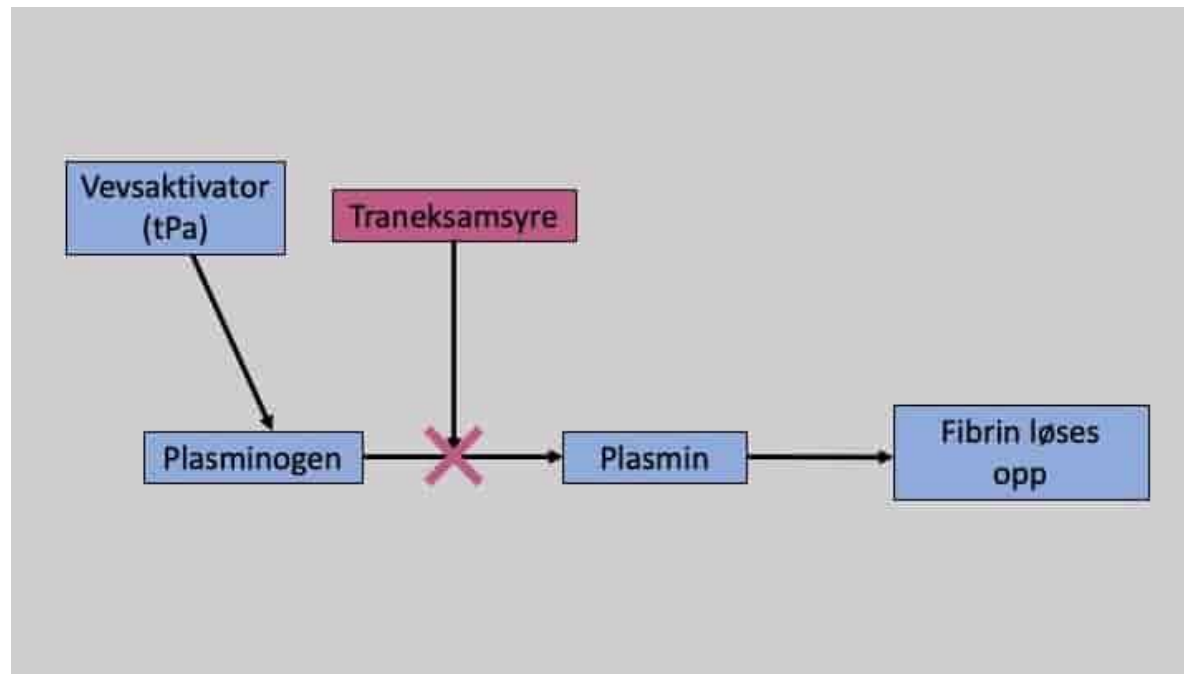 Vevsaktivator
(tPa)
Traneksamsyre
Plasminogen
Plasmin
Fibrin løses
opp